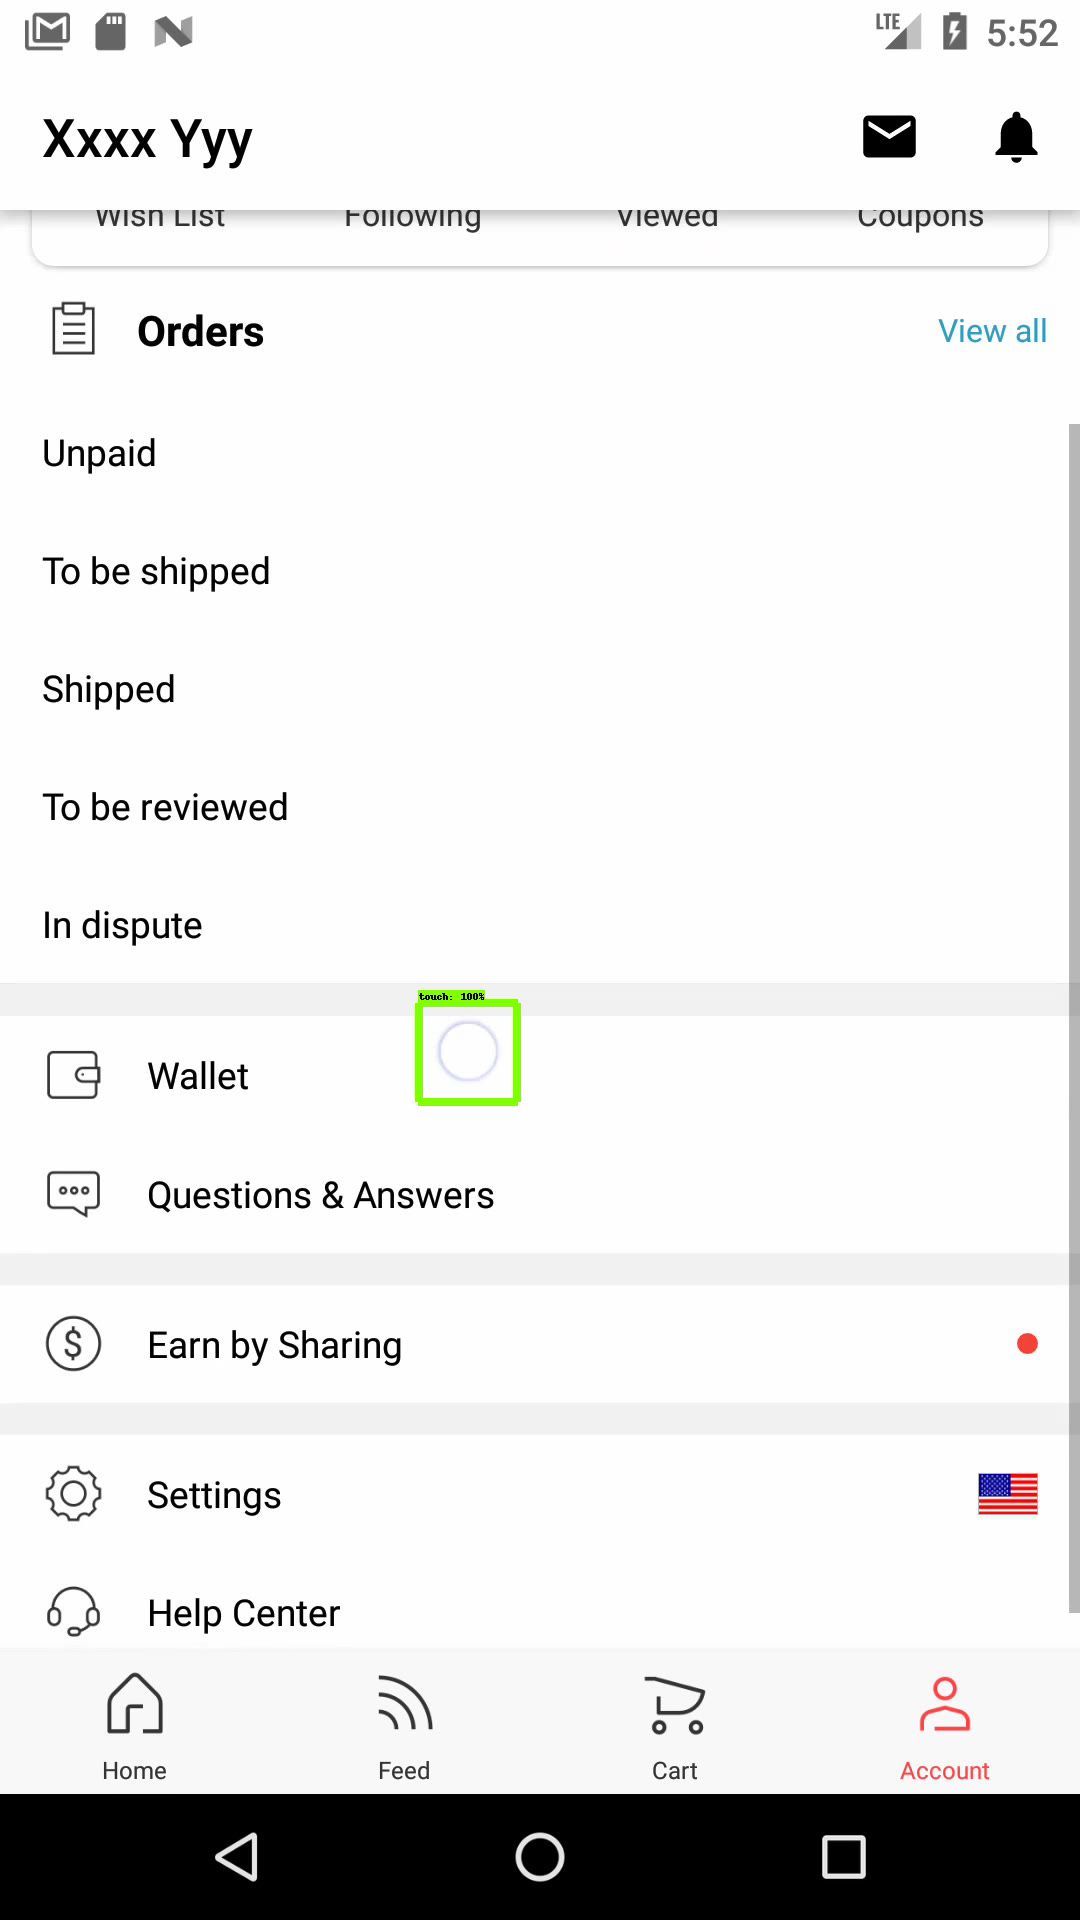 LTE 5:52
Xxxx Yyy
Wish List Following Viewed Coupons
Orders View all
Unpaid
To be shipped
Shipped
To be reviewed
In dispute
touch: 100%
Wallet
Questions & Answers
Earn by Sharing
Settings
Help Center
Home Feed Cart Account